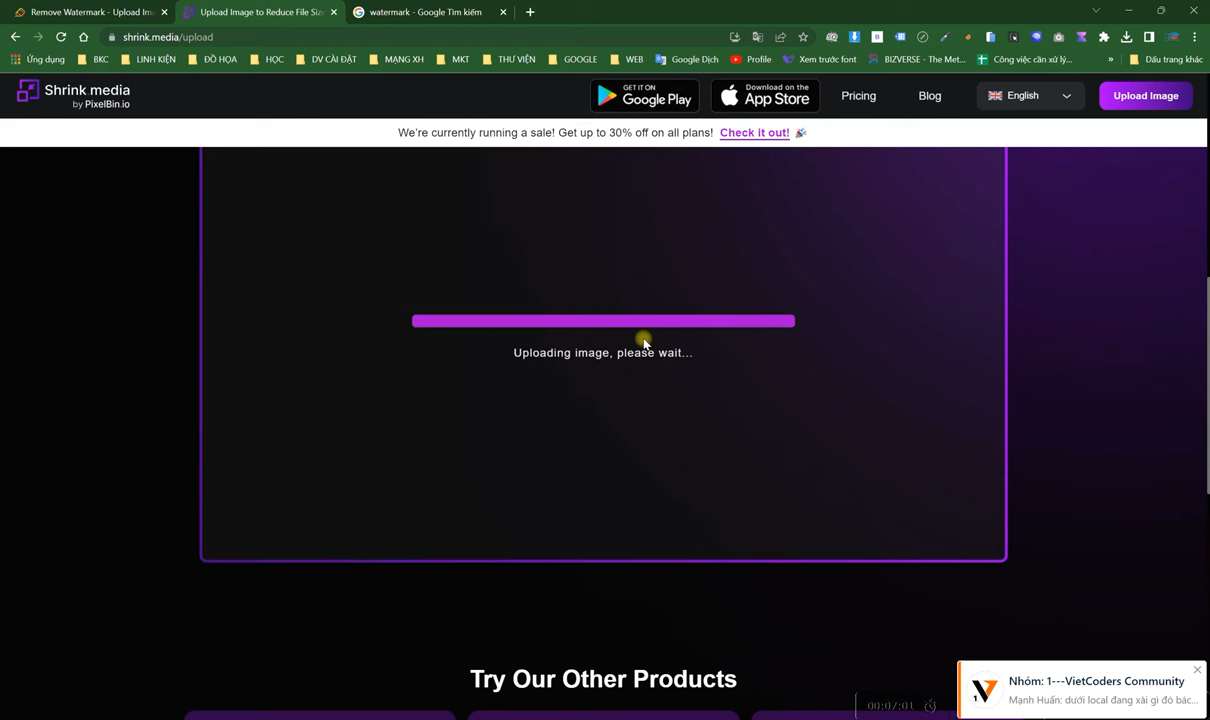 Remove Watermark - Upload Im
Upload Image to Reduce File Size
watermark - Google Tìm kiếm
shrink.media/upload
Ứng dụng
BKC
LINH KIỆN
ĐỒ HỌA
HỌC
DV CÀI ĐẶT
MẠNG XH
MKT
THƯ VIỆN
GOOGLE
WEB
Google Dịch
Profile
Xem trước font
BIZVERSE - The Met...
Công việc cần xử lý...
»
Dấu trang khác
Shrink media
by PixelBin.io
GET IT ON
Google Play
Download on the
App Store
Pricing
Blog
English
Upload Image
We're currently running a sale! Get up to 30% off on all plans! Check it out!
Uploading image, please wait...
Try Our Other Products
Nhóm: 1---VietCoders Community
Mạnh Huấn: dưới local đang xài gì đó bác...
1
00:07:01